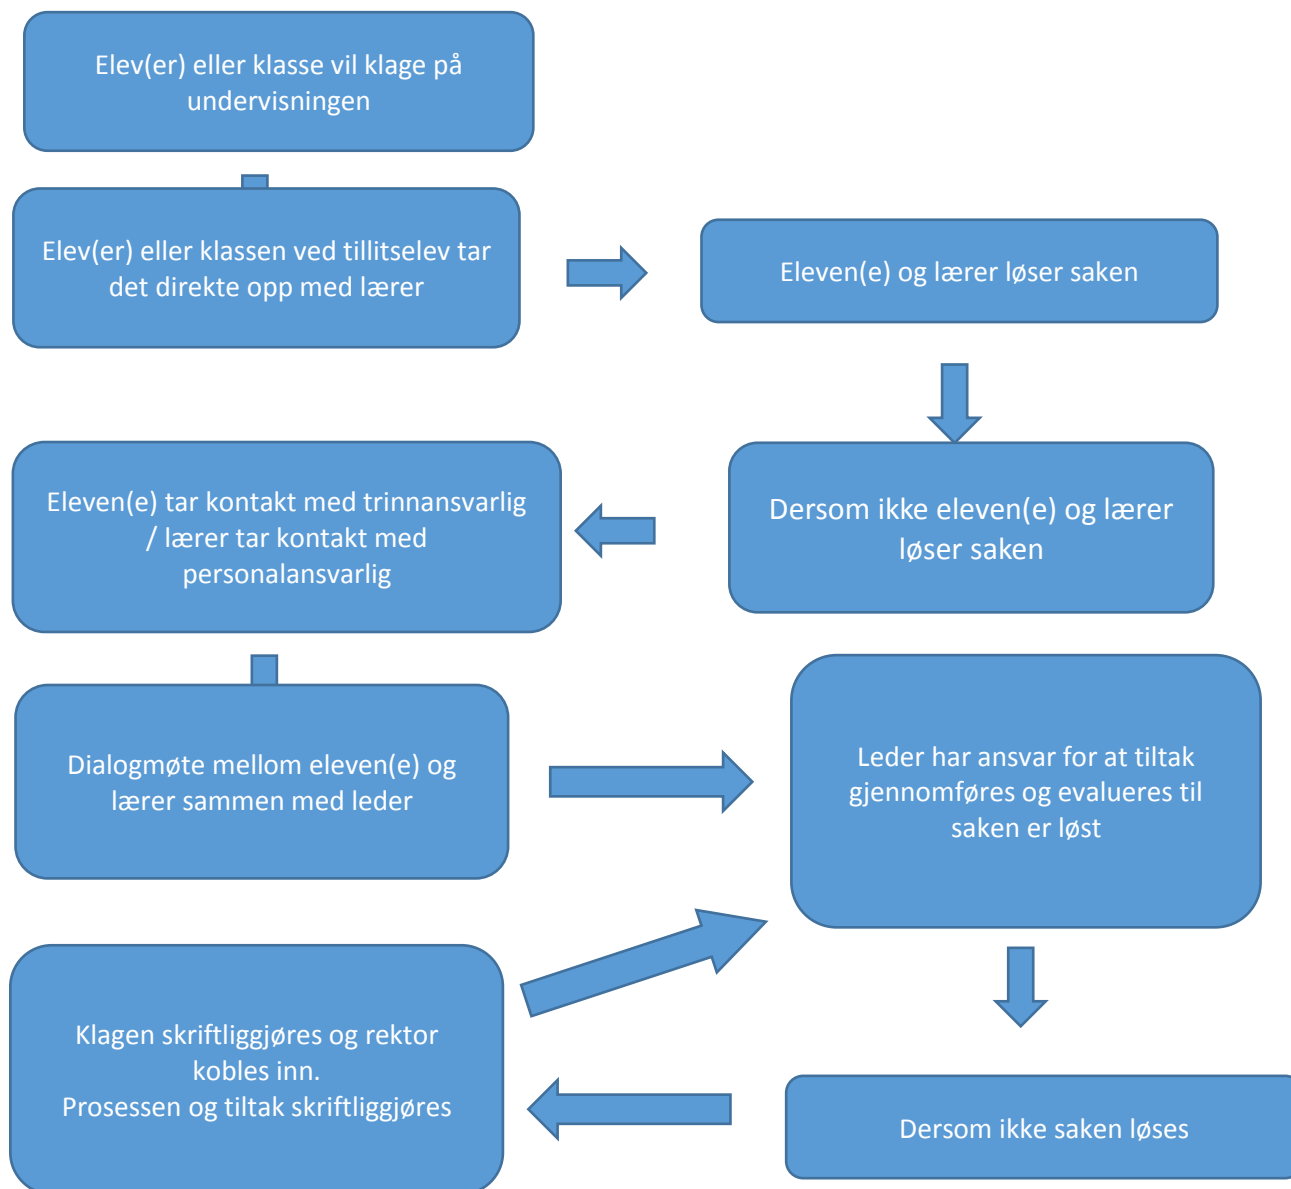 Elev(er) eller klasse vil klage på
undervisningen
Elev(er) eller klassen ved tillitselev tar
det direkte opp med lærer
Eleven(e) og lærer løser saken
Dersom ikke eleven(e) og lærer
løser saken
Eleven(e) tar kontakt med trinnansvarlig
/ lærer tar kontakt med
personalansvarlig
Dialogmøte mellom eleven(e) og
lærer sammen med leder
Leder har ansvar for at tiltak
gjennomføres og evalueres til
saken er løst
Dersom ikke saken løses
Klagen skriftliggjøres og rektor
kobles inn.
Prosessen og tiltak skriftliggjøres